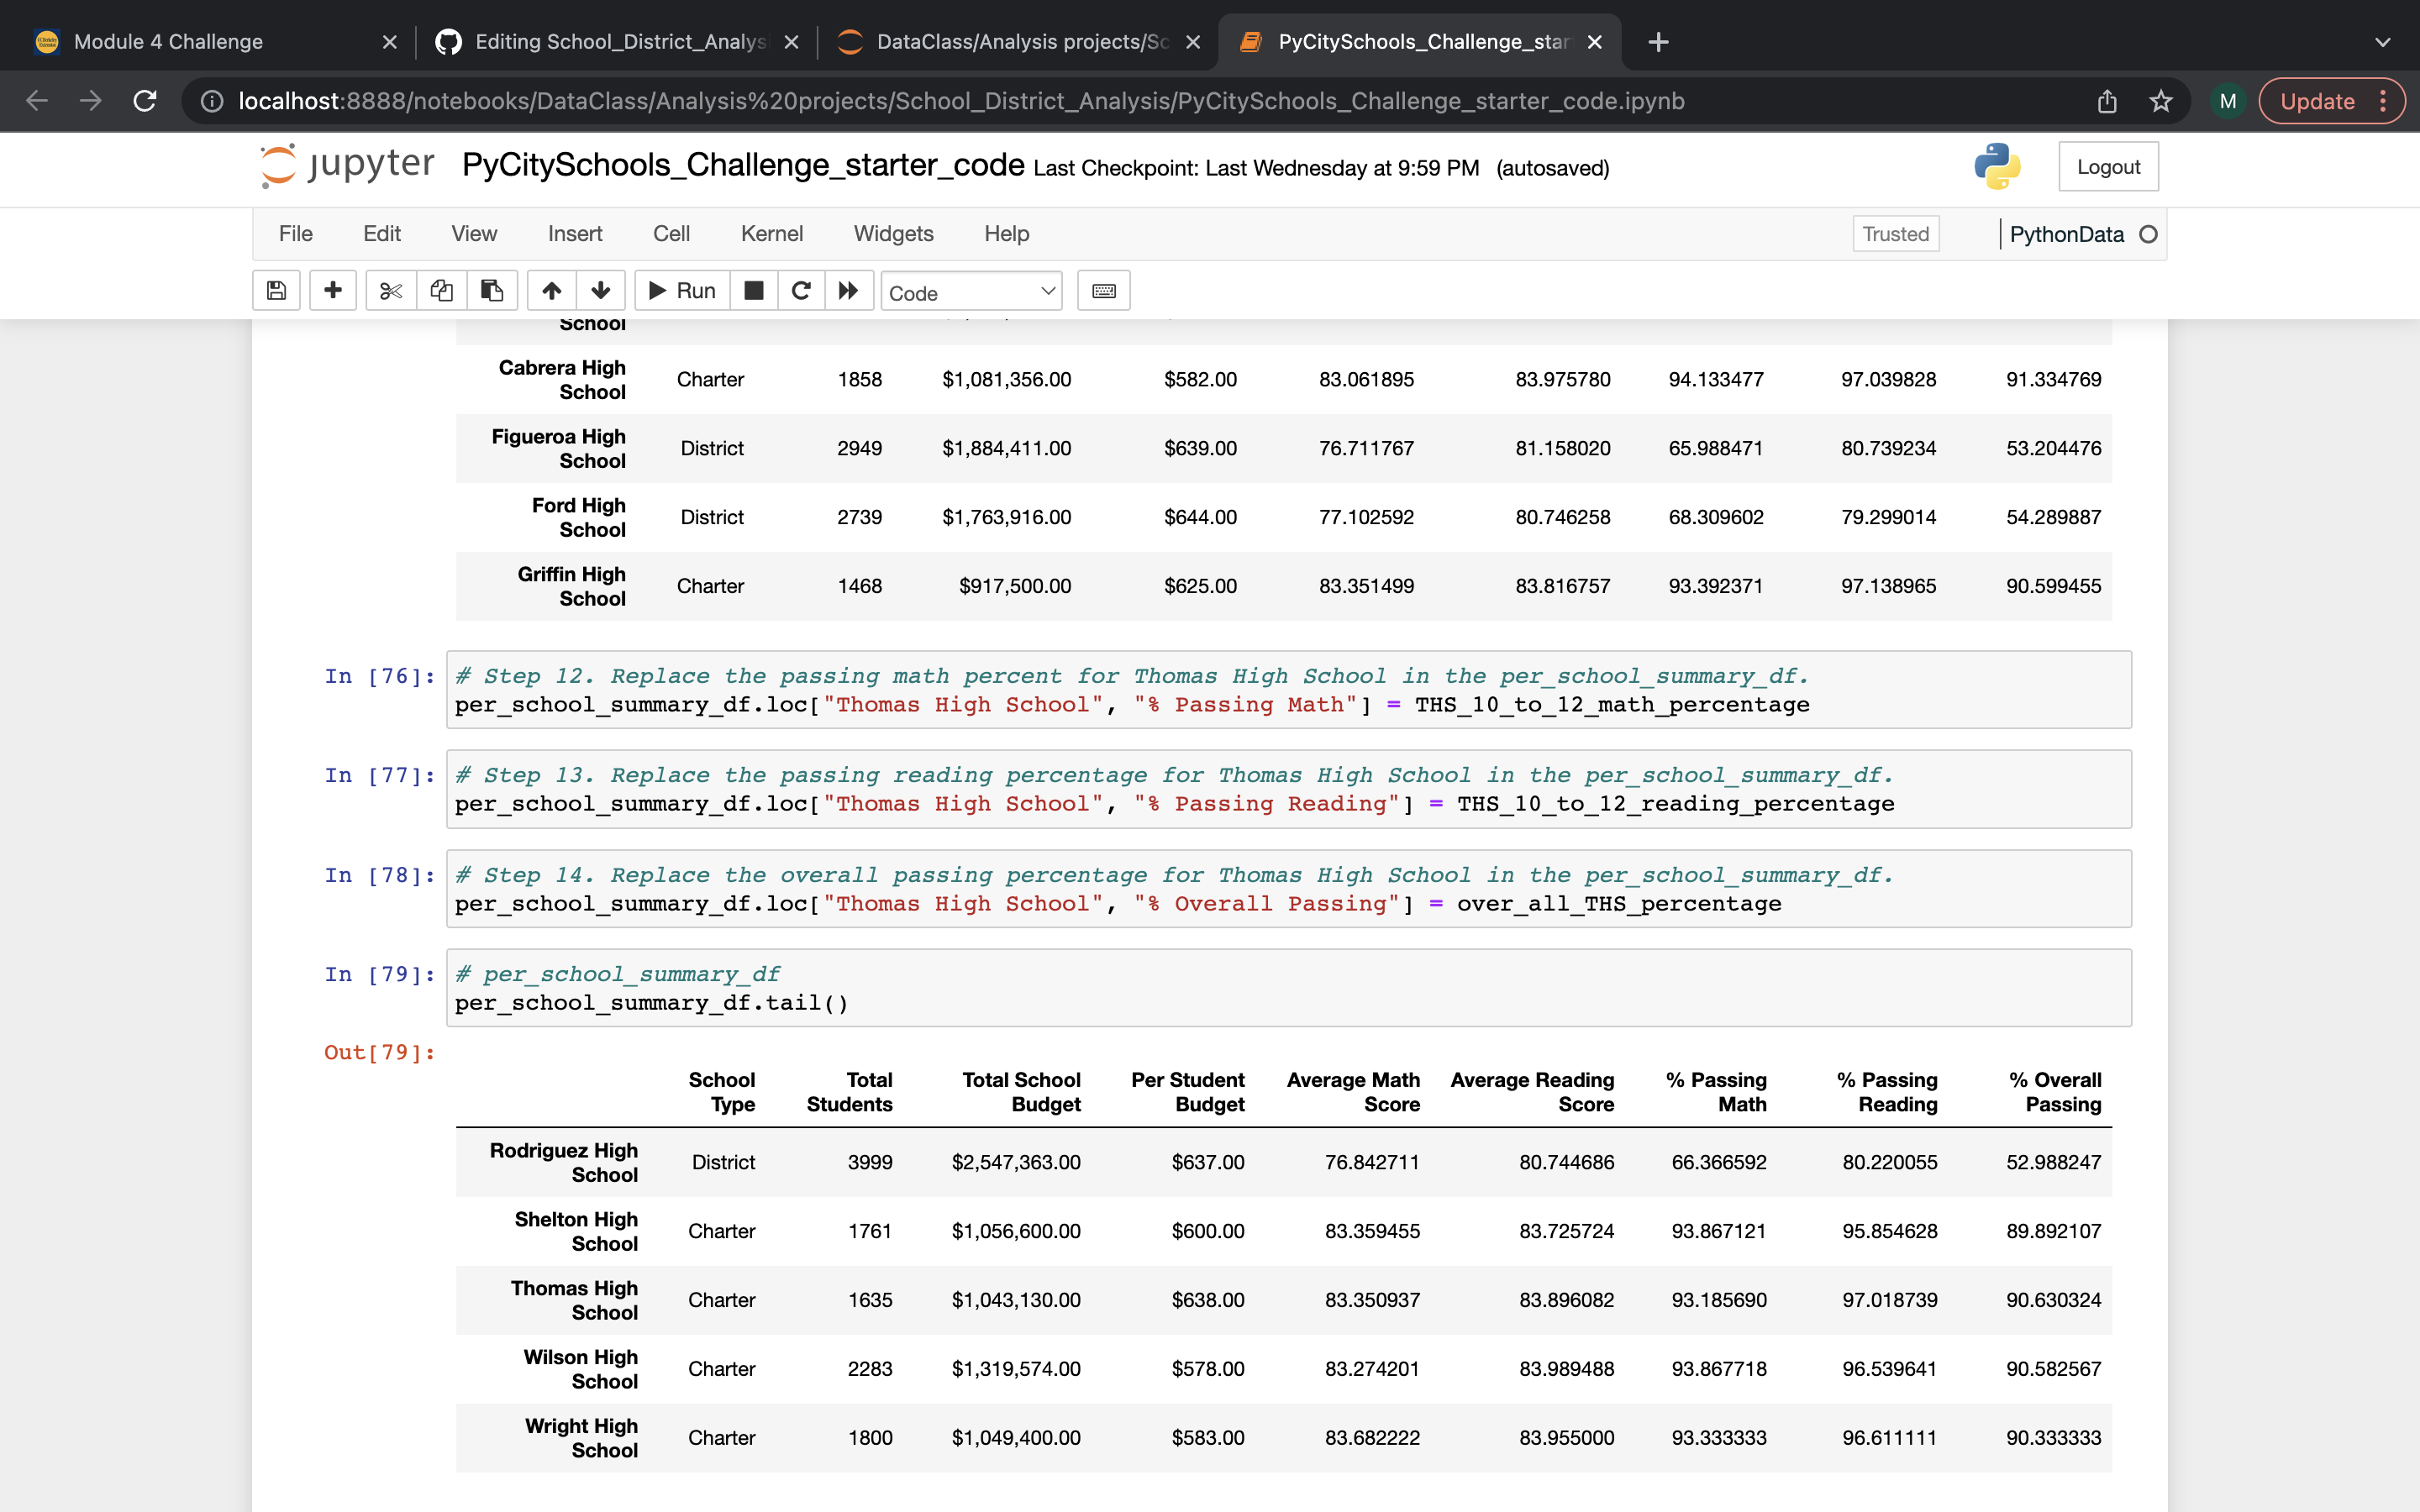 Module 4 Challenge
Editing School_District_Analys
DataClass/Analysis projects/Sc
PyCitySchools_Challenge_star
localhost:8888/notebooks/DataClass/Analysis%20projects/School_District_Analysis/PyCitySchools_Challenge_starter_code.ipynb
M
Update
jupyter PyCitySchools_Challenge_starter_code Last Checkpoint: Last Wednesday at 9:59 PM (autosaved)
Logout
File Edit View Insert Cell Kernel Widgets Help
Trusted
PythonData
Run
Code
School
Cabrera High School Charter 1858 $1,081,356.00 $582.00 83.061895 83.975780 94.133477 97.039828 91.334769
Figueroa High School District 2949 $1,884,411.00 $639.00 76.711767 81.158020 65.988471 80.739234 53.204476
Ford High School District 2739 $1,763,916.00 $644.00 77.102592 80.746258 68.309602 79.299014 54.289887
Griffin High School Charter 1468 $917,500.00 $625.00 83.351499 83.816757 93.392371 97.138965 90.599455
In [76]: # Step 12. Replace the passing math percent for Thomas High School in the per_school_summary_df.
per_school_summary_df.loc["Thomas High School", "% Passing Math"] = THS_10_to_12_math_percentage
In [77]: # Step 13. Replace the passing reading percentage for Thomas High School in the per_school_summary_df.
per_school_summary_df.loc["Thomas High School", "% Passing Reading"] = THS_10_to_12_reading_percentage
In [78]: # Step 14. Replace the overall passing percentage for Thomas High School in the per_school_summary_df.
per_school_summary_df.loc["Thomas High School", "% Overall Passing"] = over_all_THS_percentage
In [79]: # per_school_summary_df
per_school_summary_df.tail()
Out[79]:
School Type Total Students Total School Budget Per Student Budget Average Math Score Average Reading Score % Passing Math % Passing Reading % Overall Passing
Rodriguez High School District 3999 $2,547,363.00 $637.00 76.842711 80.744686 66.366592 80.220055 52.988247
Shelton High School Charter 1761 $1,056,600.00 $600.00 83.359455 83.725724 93.867121 95.854628 89.892107
Thomas High School Charter 1635 $1,043,130.00 $638.00 83.350937 83.896082 93.185690 97.018739 90.630324
Wilson High School Charter 2283 $1,319,574.00 $578.00 83.274201 83.989488 93.867718 96.539641 90.582567
Wright High School Charter 1800 $1,049,400.00 $583.00 83.682222 83.955000 93.333333 96.611111 90.333333